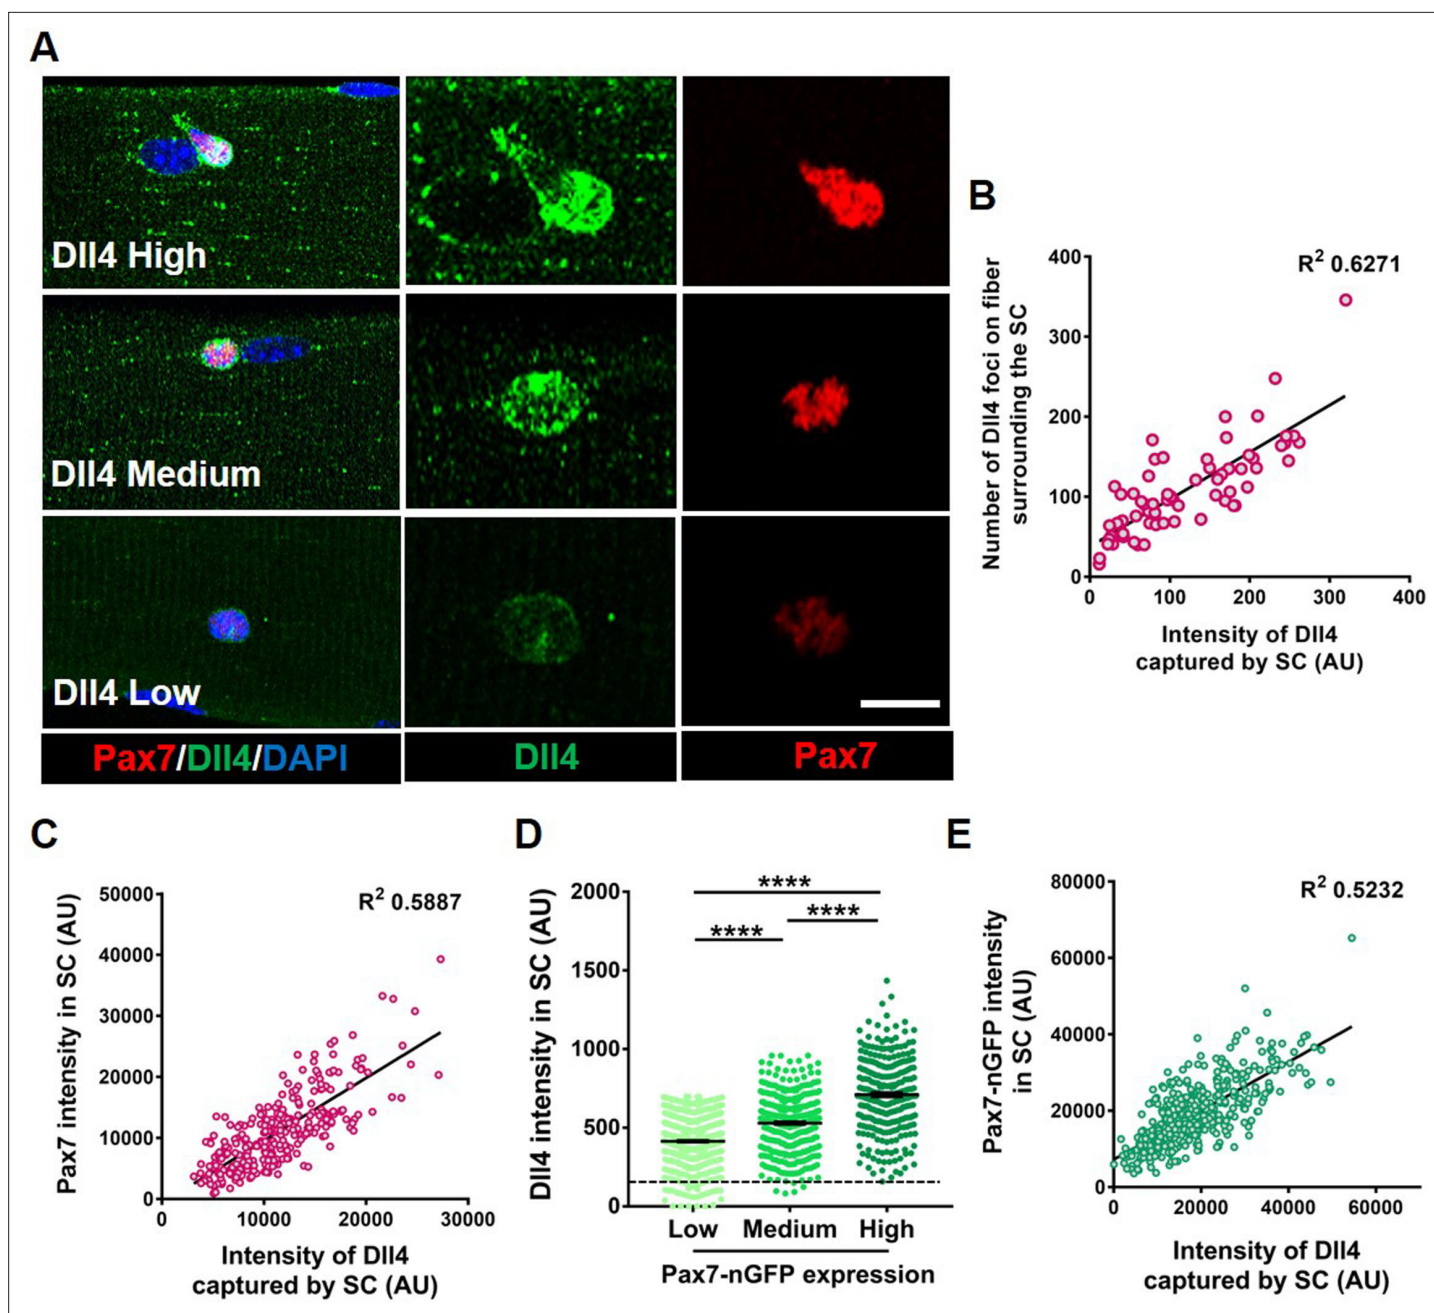 A
Dll4 High
Dll4 Medium
Dll4 Low
Pax7/Dll4/DAPI
Dll4
Pax7
B
Number of Dll4 foci on fiber
surrounding the SC
400
300
200
100
0
R² 0.6271
0 100 200 300 400
Intensity of Dll4
captured by SC (AU)
C
Pax7 intensity in SC (AU)
50000
40000
30000
20000
10000
0
R² 0.5887
0 10000 20000 30000
Intensity of Dll4
captured by SC (AU)
D
Dll4 intensity in SC (AU)
2000
1500
1000
500
0
****
****
****
Low Medium High
Pax7-nGFP expression
E
Pax7-nGFP intensity
in SC (AU)
80000
60000
40000
20000
0
R² 0.5232
0 20000 40000 60000
Intensity of Dll4
captured by SC (AU)